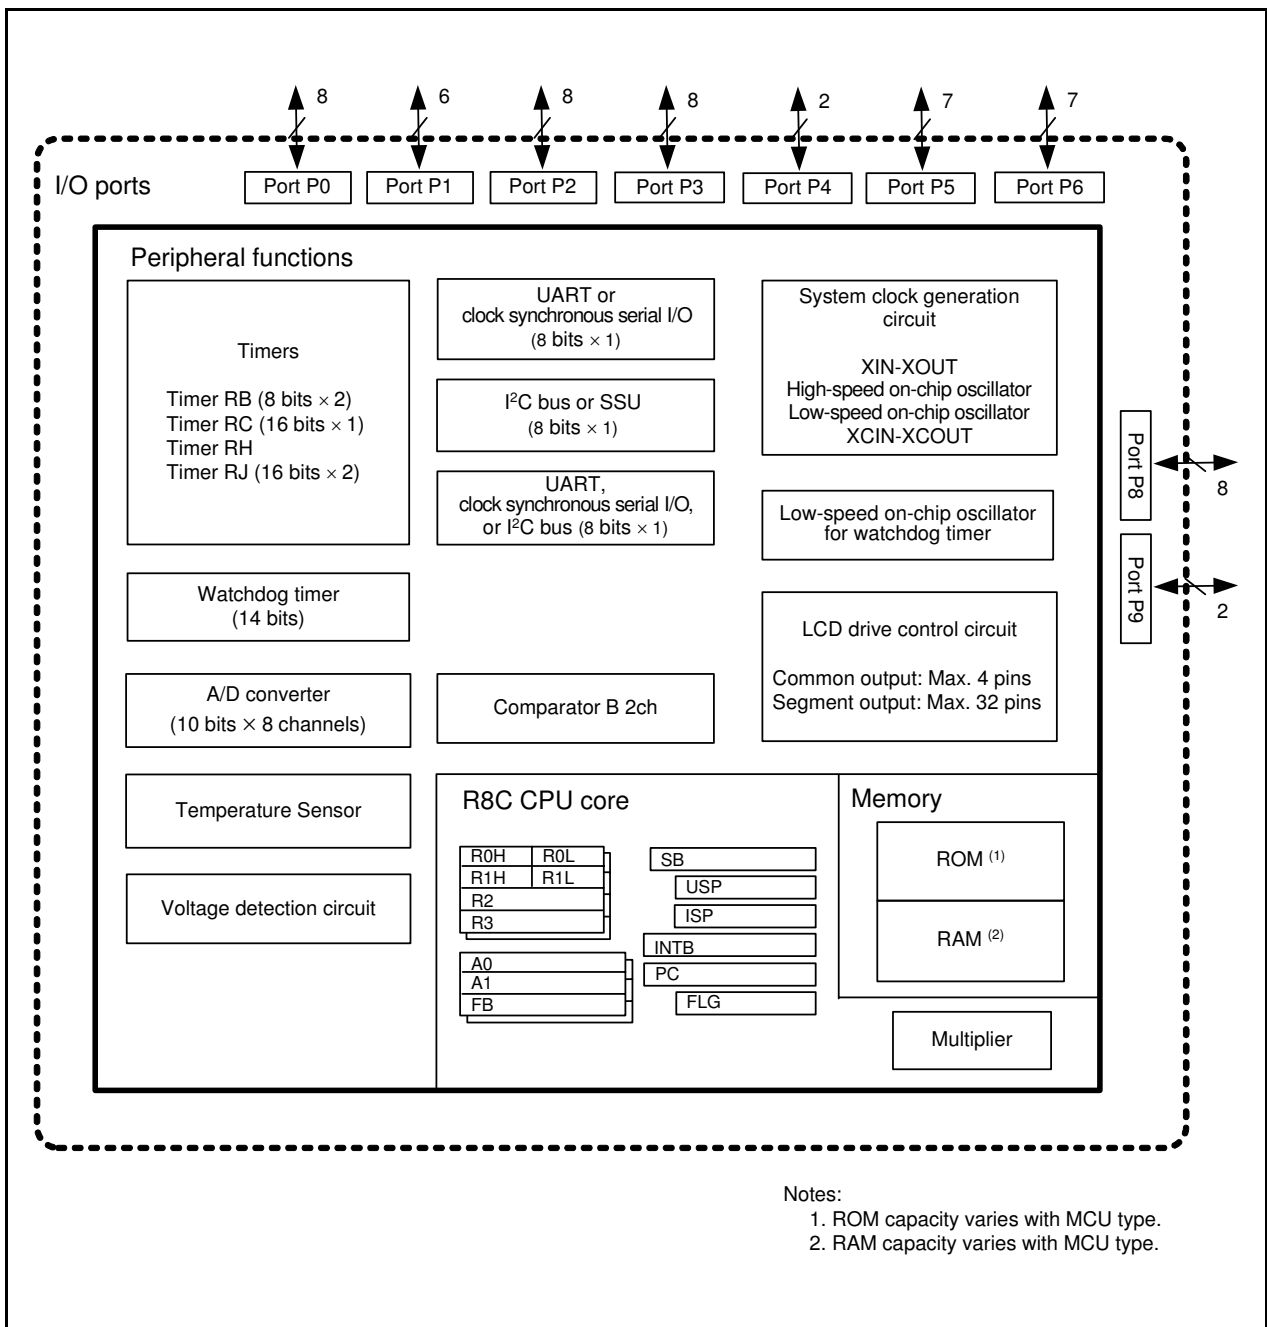 8
6
8
8
2
7
7
I/O ports
Port P0
Port P1
Port P2
Port P3
Port P4
Port P5
Port P6
Peripheral functions
Timers
Timer RB (8 bits × 2)
Timer RC (16 bits × 1)
Timer RH
Timer RJ (16 bits × 2)
UART or
clock synchronous serial I/O
(8 bits × 1)
I²C bus or SSU
(8 bits × 1)
UART,
clock synchronous serial I/O,
or I²C bus (8 bits × 1)
System clock generation
circuit
XIN-XOUT
High-speed on-chip oscillator
Low-speed on-chip oscillator
XCIN-XCOUT
Port P8
8
Low-speed on-chip oscillator
for watchdog timer
Port P9
2
Watchdog timer
(14 bits)
LCD drive control circuit
Common output: Max. 4 pins
Segment output: Max. 32 pins
A/D converter
(10 bits × 8 channels)
Comparator B 2ch
Temperature Sensor
Voltage detection circuit
R8C CPU core
R0H
R0L
R1H
R1L
R2
R3
A0
A1
FB
SB
USP
ISP
INTB
PC
FLG
Memory
ROM (1)
RAM (2)
Multiplier
Notes:
1. ROM capacity varies with MCU type.
2. RAM capacity varies with MCU type.